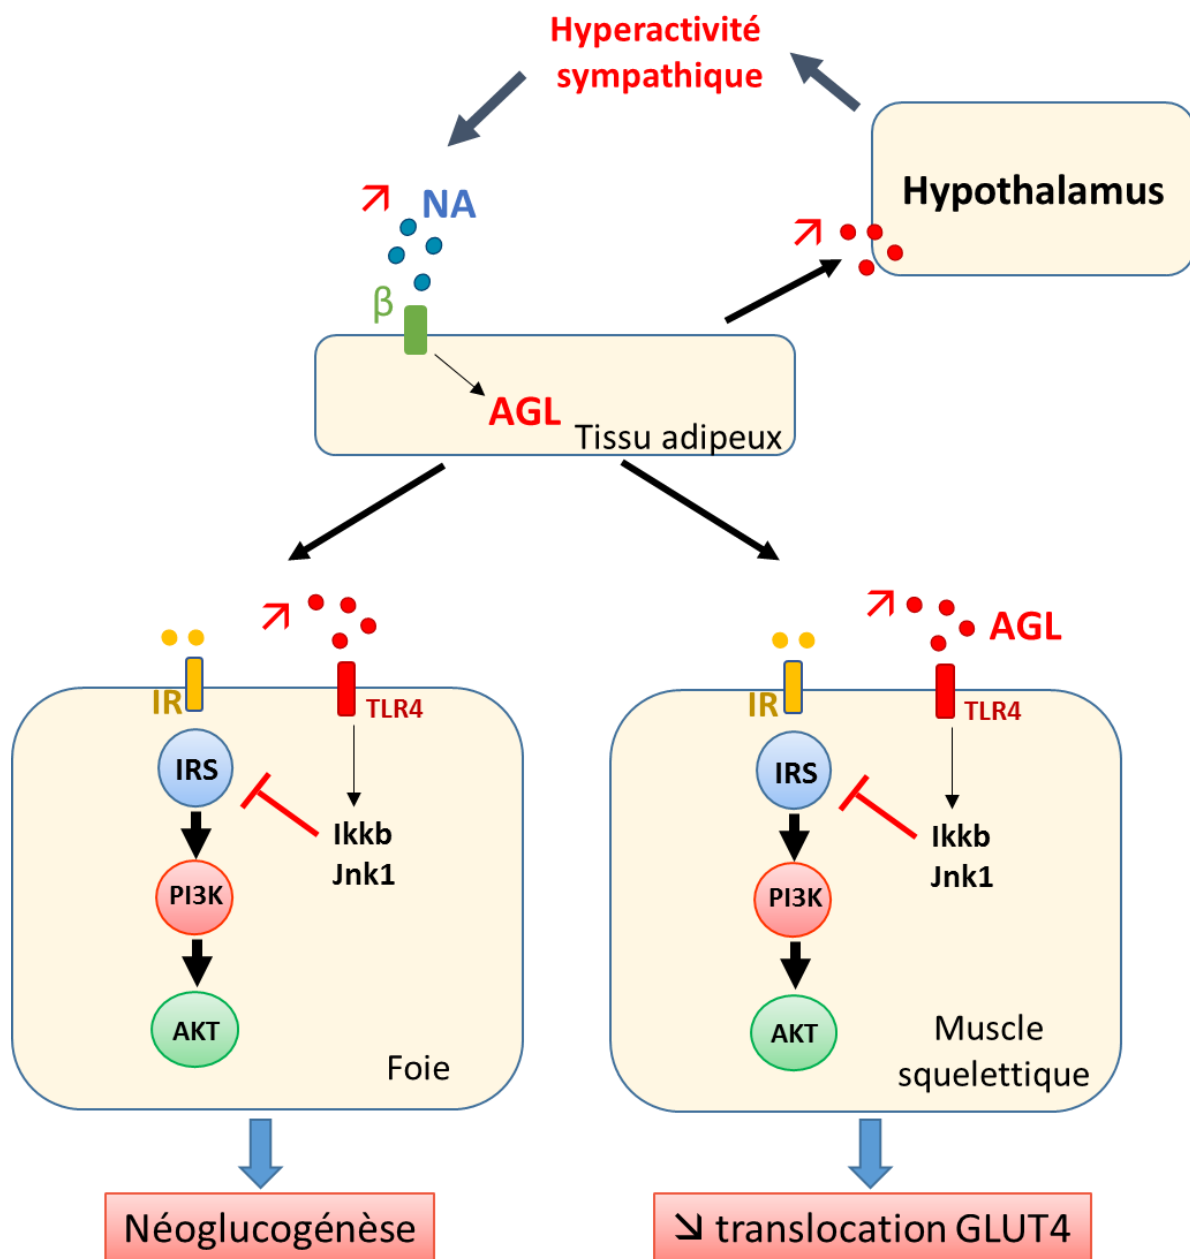 Hyperactivité
sympathique
Hypothalamus
NA
β
AGL
Tissu adipeux
AGL
IR
TLR4
IRS
Ikkb
Jnk1
PI3K
AKT
Foie
IR
TLR4
IRS
Ikkb
Jnk1
PI3K
AKT
Muscle
squelettique
Néoglucogénèse
↘ translocation GLUT4